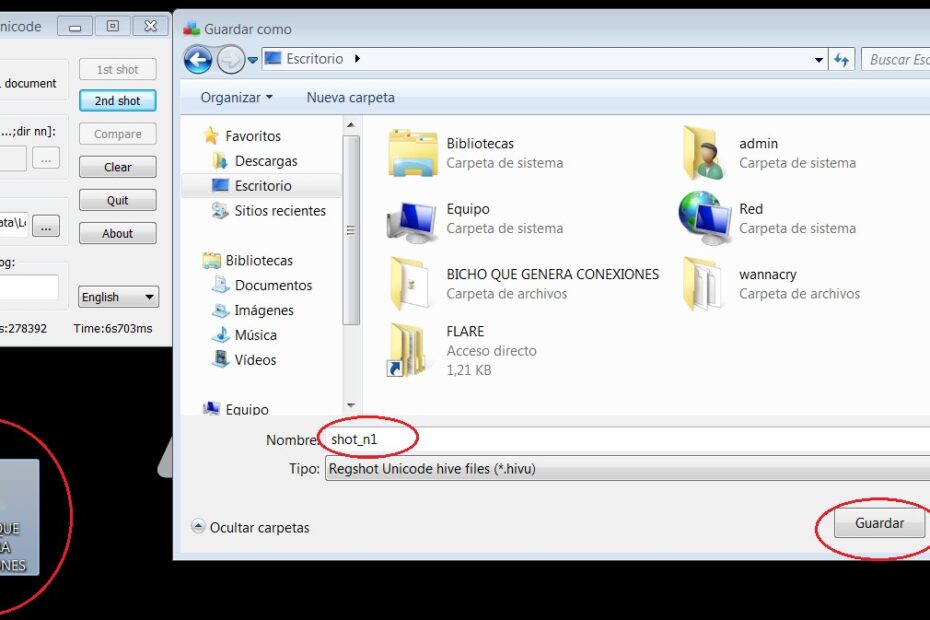 nicode
1st shot
document
2nd shot
...;dir nn]:
Compare
...
Clear
Quit
...
About
og:
English
s:278392
Time:6s703ms
Guardar como
Escritorio
Buscar Esc
Organizar
Nueva carpeta
Favoritos
Descargas
Escritorio
Sitios recientes
Bibliotecas
Documentos
Imágenes
Música
Vídeos
Equipo
Bibliotecas
Carpeta de sistema
admin
Carpeta de sistema
Equipo
Carpeta de sistema
Red
Carpeta de sistema
BICHO QUE GENERA CONEXIONES
Carpeta de archivos
wannacry
Carpeta de archivos
FLARE
Acceso directo
1,21 KB
Nombre:
shot_n1
Tipo:
Regshot Unicode hive files (*.hivu)
Ocultar carpetas
Guardar
QUE
RA
ONES